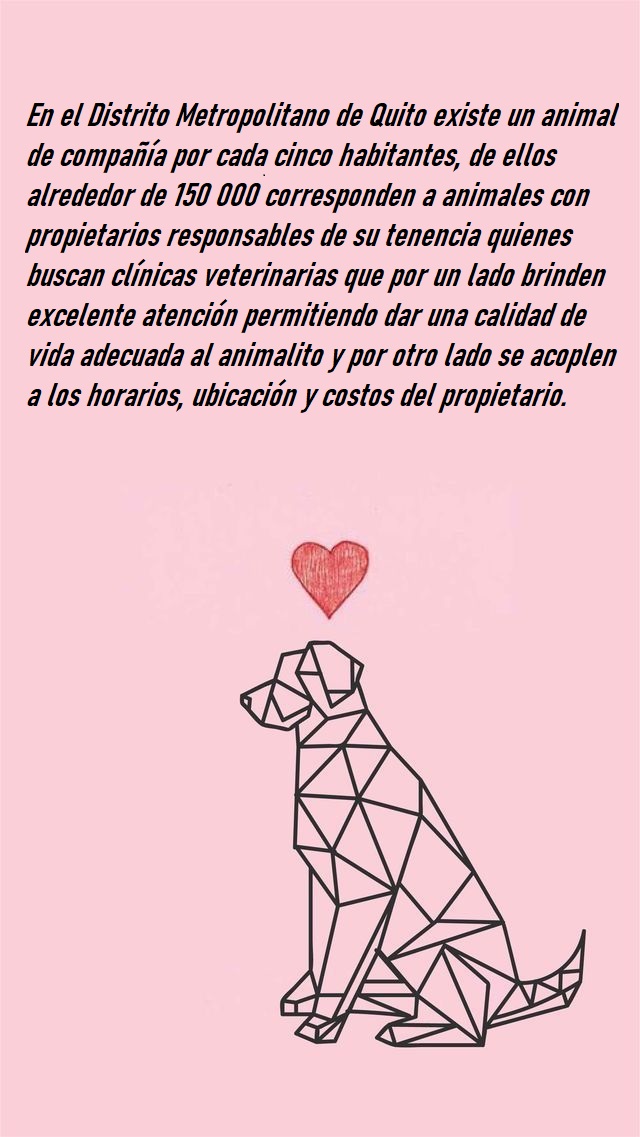 En el Distrito Metropolitano de Quito existe un animal
de compañía por cada cinco habitantes, de ellos
alrededor de 150 000 corresponden a animales con
propietarios responsables de su tenencia quienes
buscan clínicas veterinarias que por un lado brinden
excelente atención permitiendo dar una calidad de
vida adecuada al animalito y por otro lado se acoplen
a los horarios, ubicación y costos del propietario.